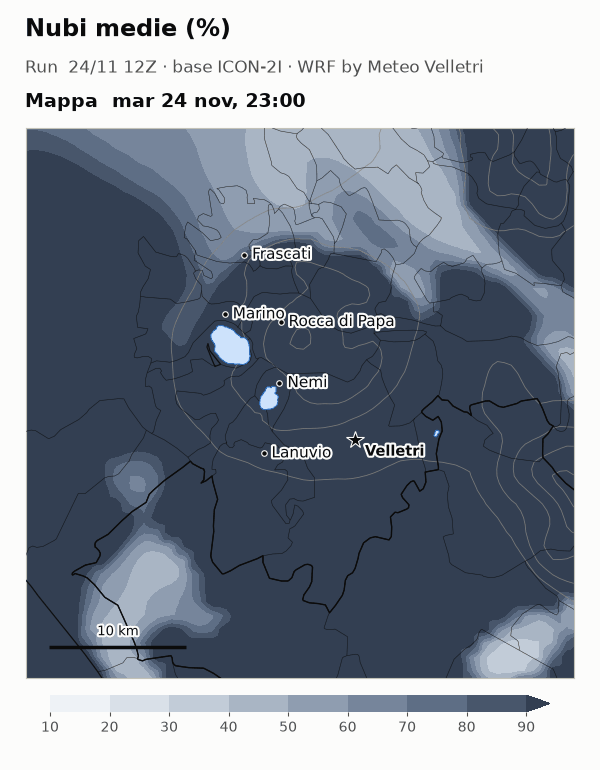 Nubi medie (%)
Run  24/11 12Z · base ICON-2I · WRF by Meteo Velletri
Mappa  mar 24 nov, 23:00
Frascati
Marino
Rocca di Papa
Nemi
Velletri
Lanuvio
10 km
10 20 30 40 50 60 70 80 90